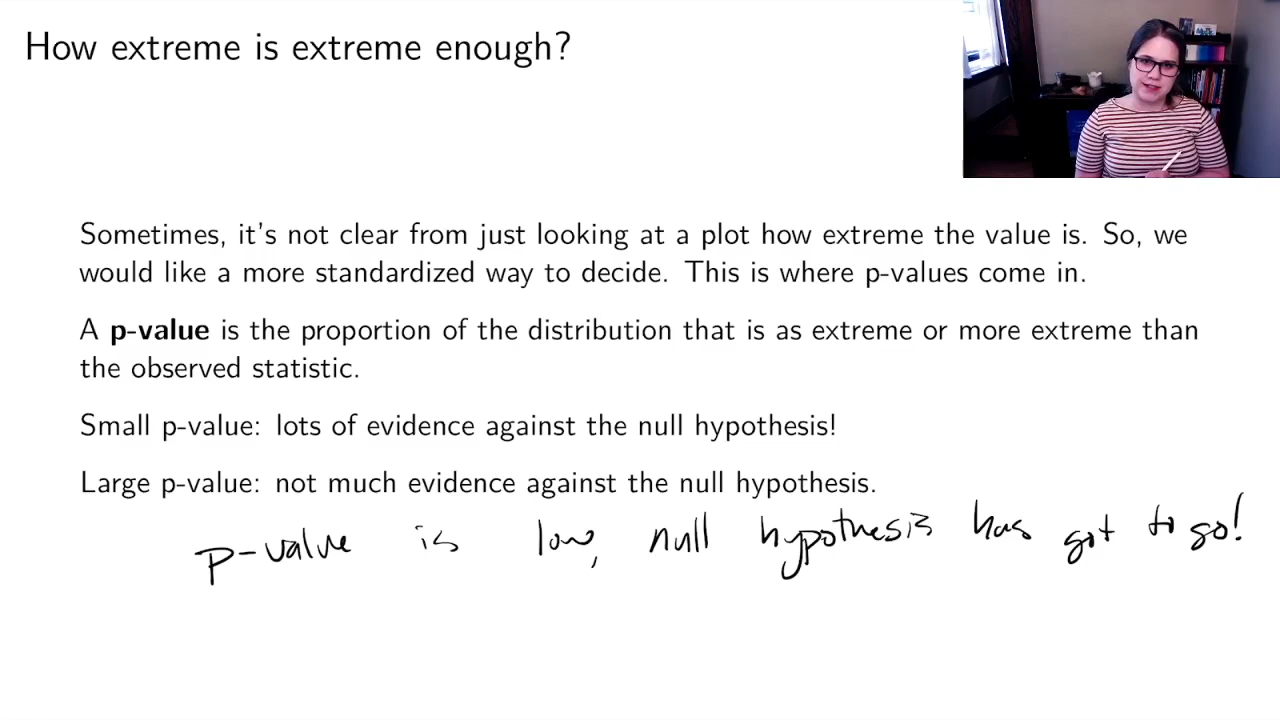 How extreme is extreme enough?
Sometimes, it's not clear from just looking at a plot how extreme the value is. So, we
would like a more standardized way to decide. This is where p-values come in.
A p-value is the proportion of the distribution that is as extreme or more extreme than
the observed statistic.
Small p-value: lots of evidence against the null hypothesis!
Large p-value: not much evidence against the null hypothesis.
p-value is low, null hypothesis has got to go!